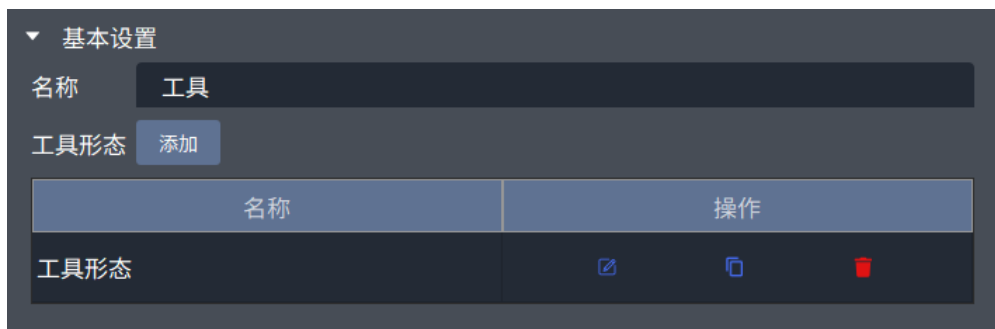 基本设置
名称 工具
工具形态 添加
名称 操作
工具形态